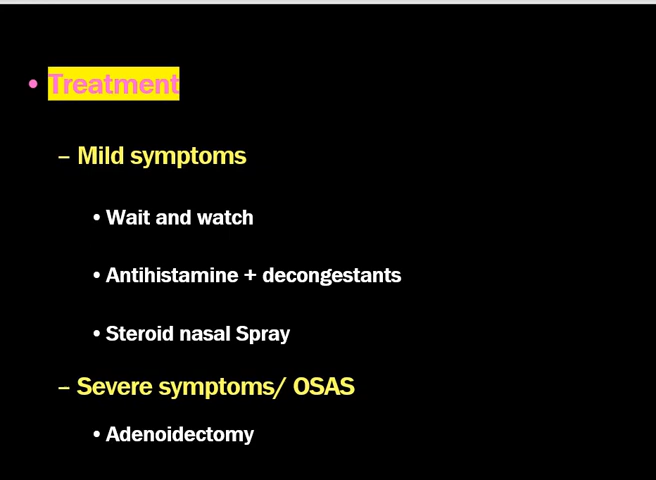 • Treatment
– Mild symptoms
• Wait and watch
• Antihistamine + decongestants
• Steroid nasal Spray
– Severe symptoms/ OSAS
• Adenoidectomy